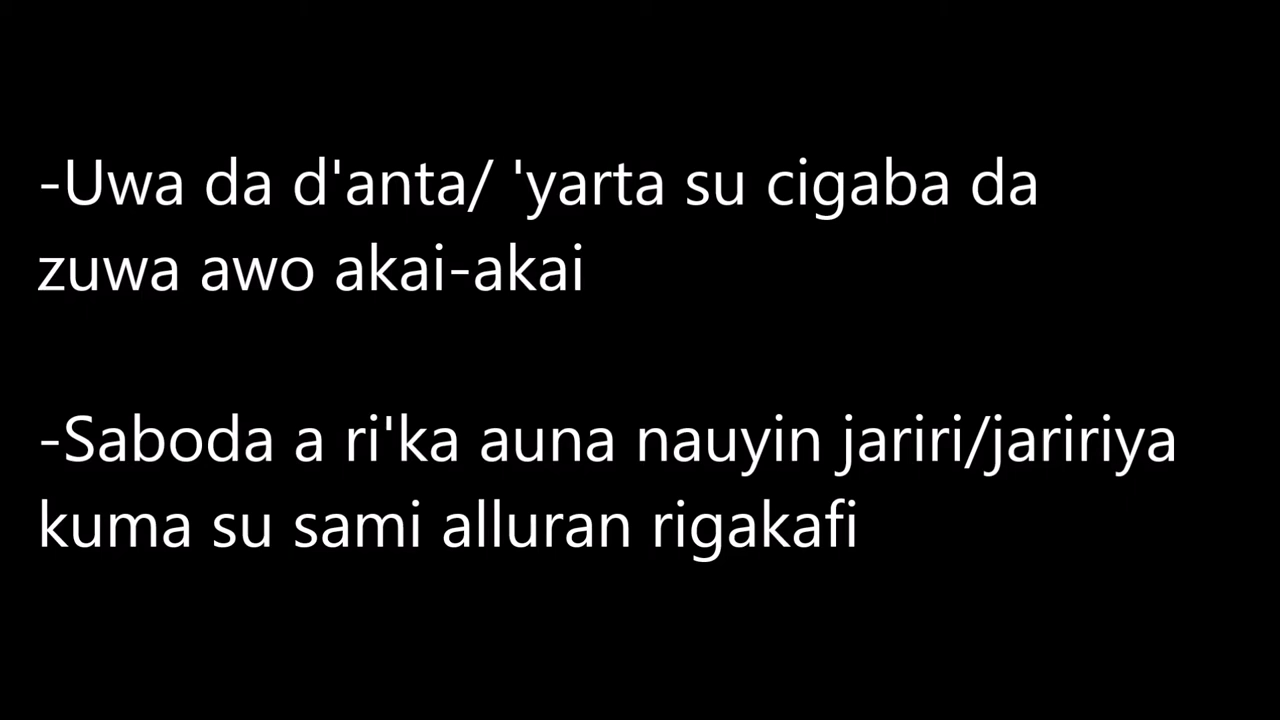 -Uwa da d'anta/ 'yarta su cigaba da
zuwa awo akai-akai
-Saboda a ri'ka auna nauyin jariri/jaririya
kuma su sami alluran rigakafi